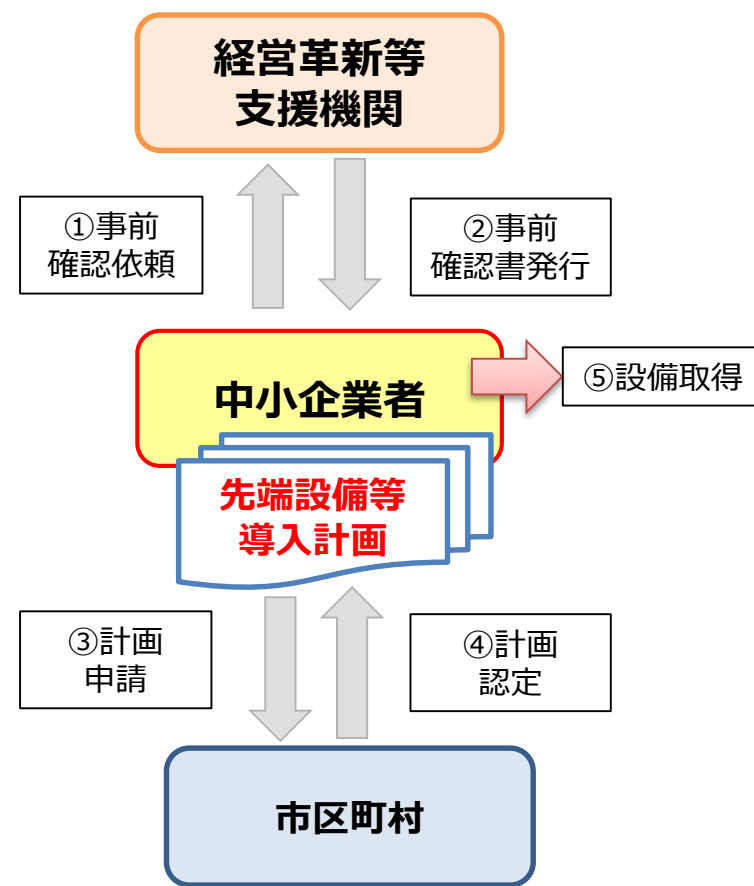 経営革新等
支援機関
①事前
確認依頼
②事前
確認書発行
中小企業者
⑤設備取得
先端設備等
導入計画
③計画
申請
④計画
認定
市区町村